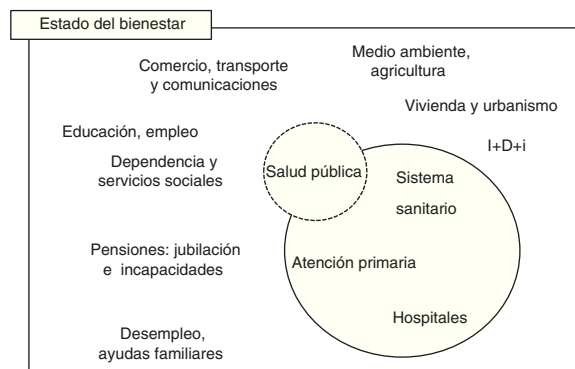 Estado del bienestar
Comercio, transporte
y comunicaciones
Medio ambiente,
agricultura
Vivienda y urbanismo
Educación, empleo
I+D+i
Dependencia y
servicios sociales
Salud pública
Sistema
sanitario
Pensiones: jubilación
e incapacidades
Atención primaria
Hospitales
Desempleo,
ayudas familiares